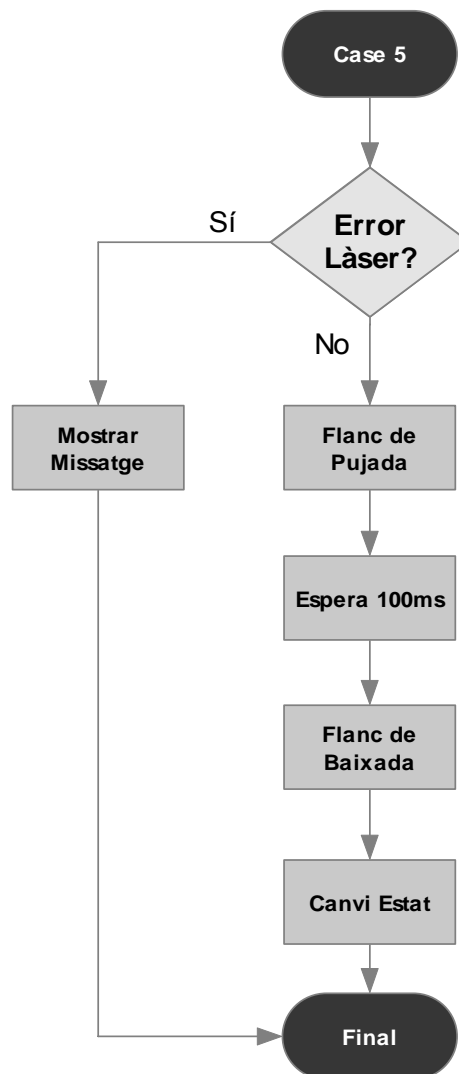 Case 5
Error
Làser?
Sí
No
Mostrar
Missatge
Flanc de
Pujada
Espera 100ms
Flanc de
Baixada
Canvi Estat
Final